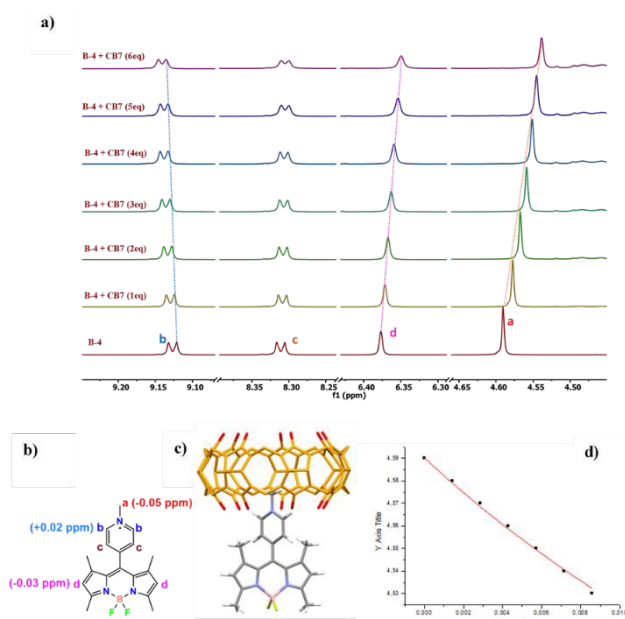 a)
B-4 + CB7 (6eq)
B-4 + CB7 (5eq)
B-4 + CB7 (4eq)
B-4 + CB7 (3eq)
B-4 + CB7 (2eq)
B-4 + CB7 (1eq)
B-4
b c d a
9.20 9.15 9.10 8.35 8.30 8.25 6.40 6.35 6.30 4.65 4.60 4.55 4.50
f1 (ppm)
b)
a (-0.05 ppm)
N
(+0.02 ppm) b b
c c
(-0.03 ppm) d d
N N
B
F F
c)
d)
4.59
4.58
4.57
4.56
4.55
4.54
4.53
Y Axis Title
0.000 0.002 0.004 0.006 0.008 0.010